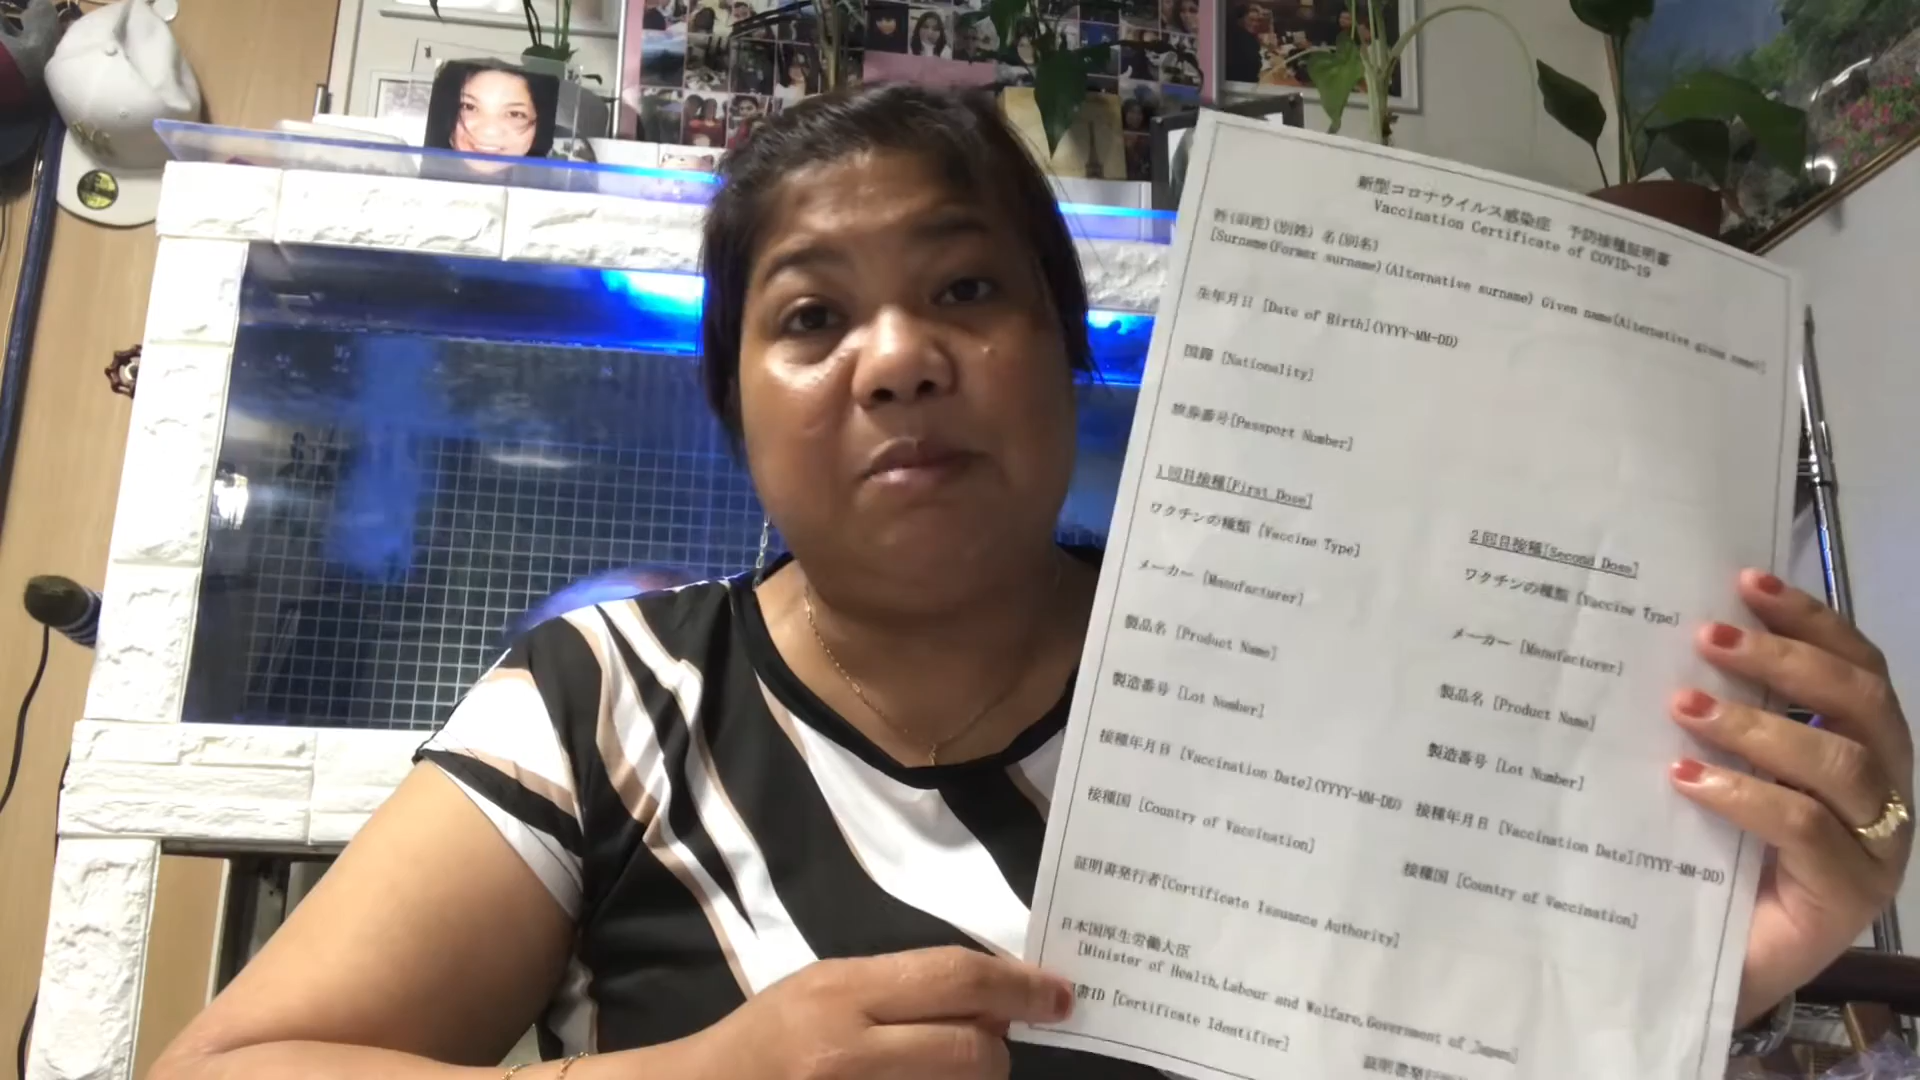 新型コロナウイルス感染症 予防接種証明書
Vaccination Certificate of COVID-19
姓(旧姓)(別姓) 名(別名)
[Surname(Former surname)(Alternative surname) Given name(Alternative given name)]
生年月日 [Date of Birth](YYYY-MM-DD)
国籍 [Nationality]
旅券番号[Passport Number]
1回目接種[First Dose]
ワクチンの種類 [Vaccine Type]
メーカー [Manufacturer]
製品名 [Product Name]
製造番号 [Lot Number]
接種年月日 [Vaccination Date](YYYY-MM-DD)
接種国 [Country of Vaccination]
2回目接種[Second Dose]
ワクチンの種類 [Vaccine Type]
メーカー [Manufacturer]
製品名 [Product Name]
製造番号 [Lot Number]
接種年月日 [Vaccination Date](YYYY-MM-DD)
接種国 [Country of Vaccination]
証明書発行者[Certificate Issuance Authority]
日本国厚生労働大臣
[Minister of Health,Labour and Welfare,Government of Japan]
書ID [Certificate Identifier]
証明書発行